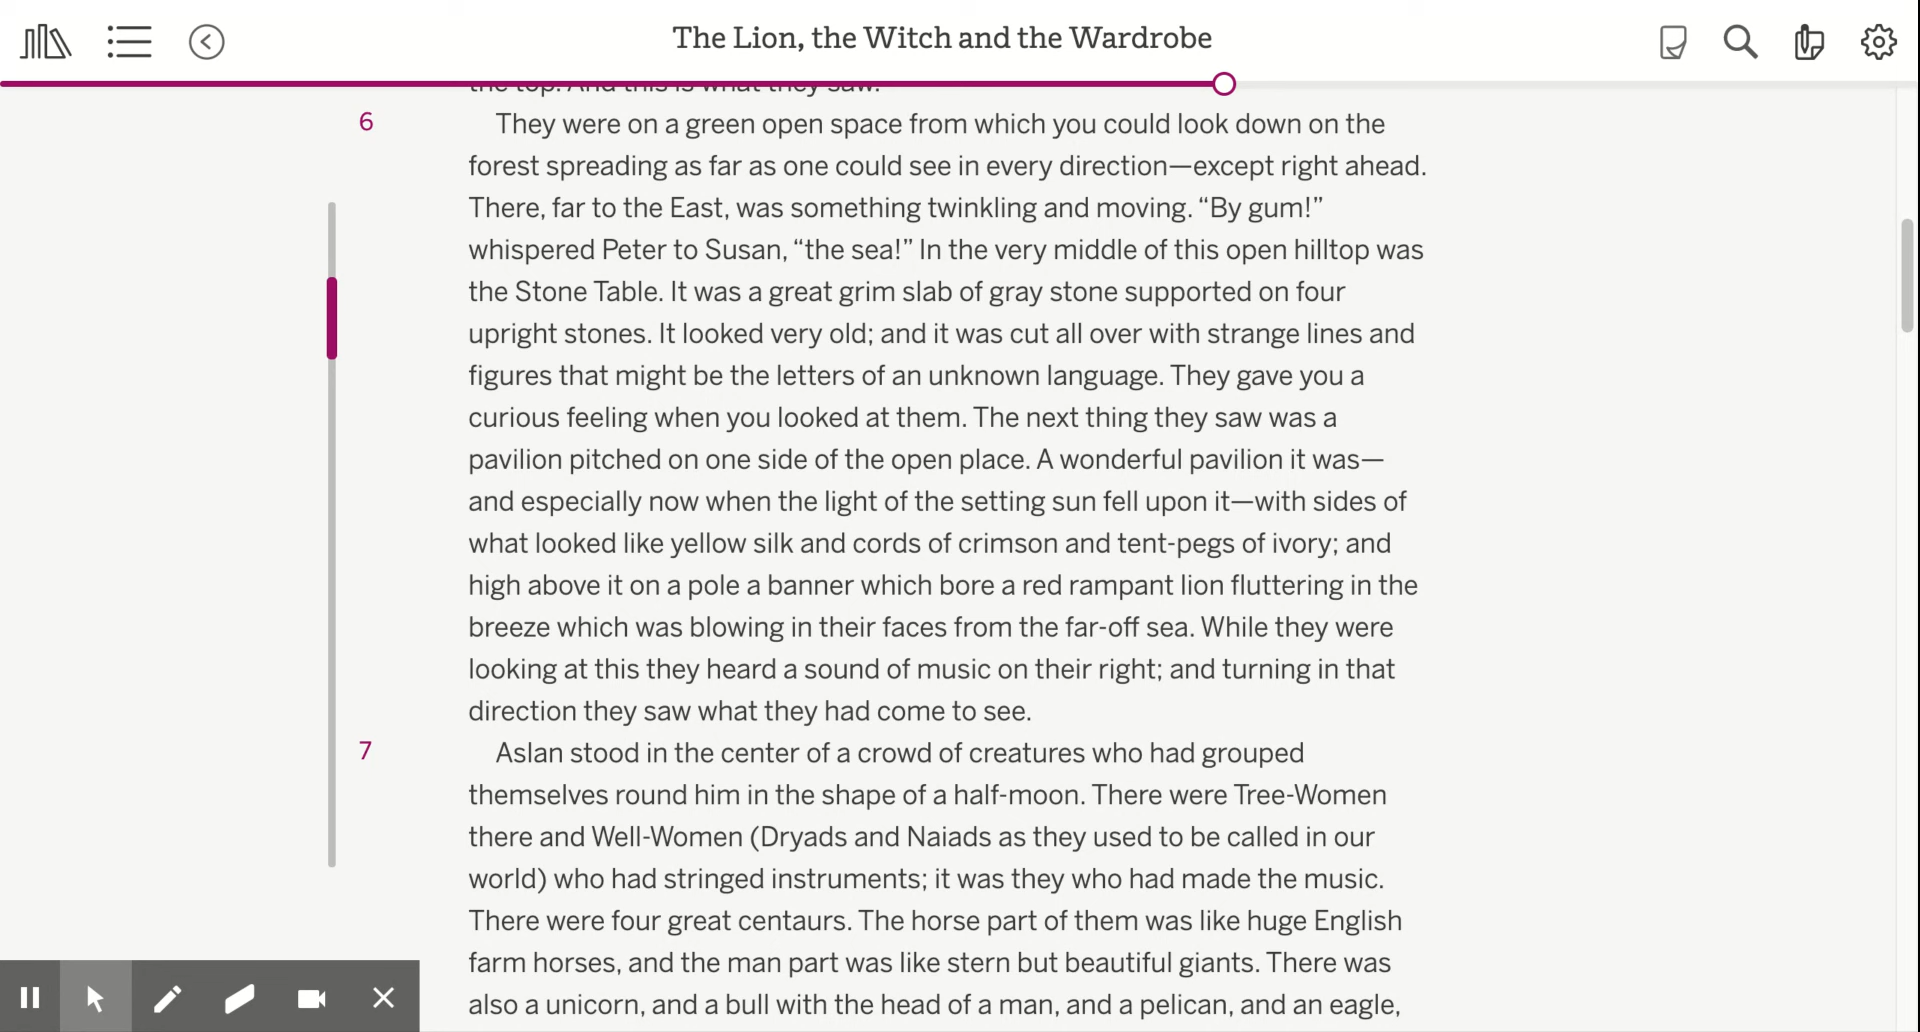 The Lion, the Witch and the Wardrobe
the top. And this is what they saw:
6
They were on a green open space from which you could look down on the
forest spreading as far as one could see in every direction—except right ahead.
There, far to the East, was something twinkling and moving. “By gum!”
whispered Peter to Susan, “the sea!” In the very middle of this open hilltop was
the Stone Table. It was a great grim slab of gray stone supported on four
upright stones. It looked very old; and it was cut all over with strange lines and
figures that might be the letters of an unknown language. They gave you a
curious feeling when you looked at them. The next thing they saw was a
pavilion pitched on one side of the open place. A wonderful pavilion it was—
and especially now when the light of the setting sun fell upon it—with sides of
what looked like yellow silk and cords of crimson and tent-pegs of ivory; and
high above it on a pole a banner which bore a red rampant lion fluttering in the
breeze which was blowing in their faces from the far-off sea. While they were
looking at this they heard a sound of music on their right; and turning in that
direction they saw what they had come to see.
7
Aslan stood in the center of a crowd of creatures who had grouped
themselves round him in the shape of a half-moon. There were Tree-Women
there and Well-Women (Dryads and Naiads as they used to be called in our
world) who had stringed instruments; it was they who had made the music.
There were four great centaurs. The horse part of them was like huge English
farm horses, and the man part was like stern but beautiful giants. There was
also a unicorn, and a bull with the head of a man, and a pelican, and an eagle,